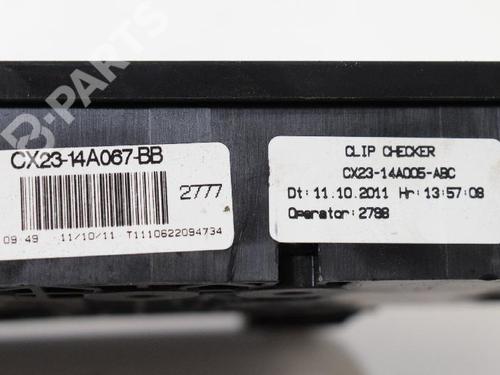 B-PARTS
CX23-14A067-BB
2777
09:49 11/10/11 T1110622094734
CLIP CHECKER
CX23-14A005-ABC
Dt:11.10.2011 Hr:13:57:08
Operator:2788